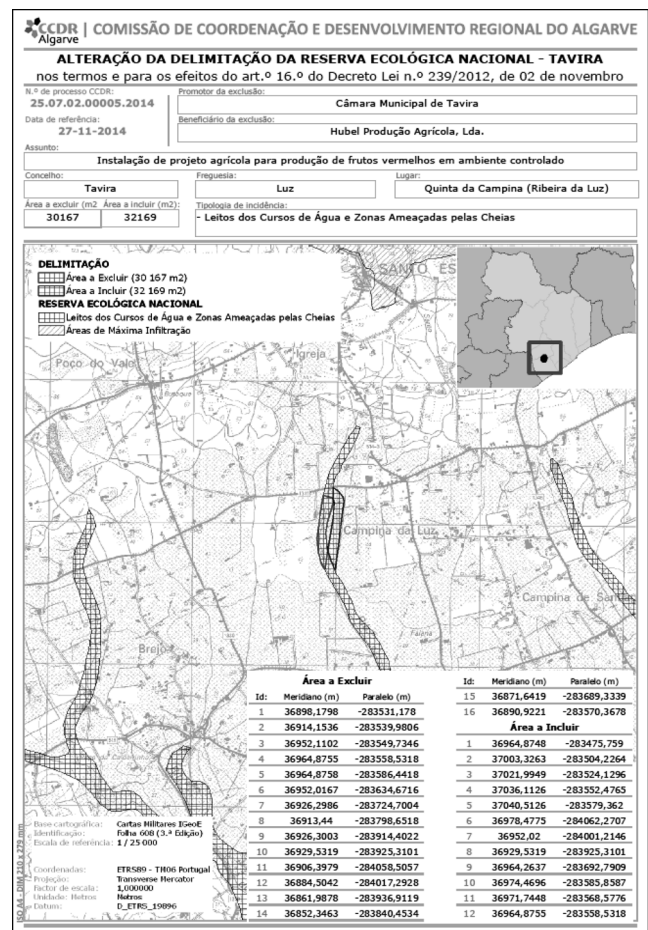 CCDR Algarve | COMISSÃO DE COORDENAÇÃO E DESENVOLVIMENTO REGIONAL DO ALGARVE
ALTERAÇÃO DA DELIMITAÇÃO DA RESERVA ECOLÓGICA NACIONAL - TAVIRA
nos termos e para os efeitos do art.º 16.º do Decreto Lei n.º 239/2012, de 02 de novembro
N.º de processo CCDR:
25.07.02.00005.2014
Promotor da exclusão:
Câmara Municipal de Tavira
Data de referência:
27-11-2014
Beneficiário da exclusão:
Hubel Produção Agrícola, Lda.
Assunto:
Instalação de projeto agrícola para produção de frutos vermelhos em ambiente controlado
Concelho:
Tavira
Freguesia:
Luz
Lugar:
Quinta da Campina (Ribeira da Luz)
Área a excluir (m2
30167
Área a incluir (m2):
32169
Tipologia de incidência:
- Leitos dos Cursos de Água e Zonas Ameaçadas pelas Cheias
DELIMITAÇÃO
Área a Excluir (30 167 m2)
Área a Incluir (32 169 m2)
RESERVA ECOLÓGICA NACIONAL
Leitos dos Cursos de Água e Zonas Ameaçadas pelas Cheias
Áreas de Máxima Infiltração
SANTO ES
Igreja
Poço do Vale
Campina da Luz
Campina de
Brejo
Faiena
Área a Excluir
Id: Meridiano (m) Paralelo (m)
1 36898,1798 -283531,178
2 36914,1536 -283539,9806
3 36952,1102 -283549,7346
4 36964,8755 -283558,5318
5 36964,8758 -283586,4418
6 36952,0167 -283634,6716
7 36926,2986 -283724,7004
8 36913,44 -283798,6518
9 36926,3003 -283914,4022
10 36929,5319 -283925,3101
11 36906,3979 -284058,5057
12 36884,5042 -284017,2928
13 36861,9878 -283936,9119
14 36852,3463 -283840,4534
Id: Meridiano (m) Paralelo (m)
15 36871,6419 -283689,3339
16 36890,9221 -283570,3678
Área a Incluir
1 36964,8748 -283475,759
2 37003,3263 -283504,2264
3 37021,9949 -283524,1296
4 37036,1126 -283552,4765
5 37040,5126 -283579,362
6 36978,4775 -284062,2707
7 36952,02 -284001,2146
8 36929,5319 -283925,3101
9 36964,2637 -283692,7909
10 36974,4696 -283585,8587
11 36971,7448 -283568,5776
12 36964,8755 -283558,5318
Base cartográfica: Cartas Militares IGeoE
Identificação: Folha 608 (3.ª Edição)
Escala de referência: 1 / 25 000
Coordenadas: ETRS89 - TM06 Portugal
Projeção: Transverse Mercator
Factor de escala: 1,000000
Unidade: Metros Metros
Datum: D_ETRS_19896
ISO A4 - DIM 210 x 279 mm